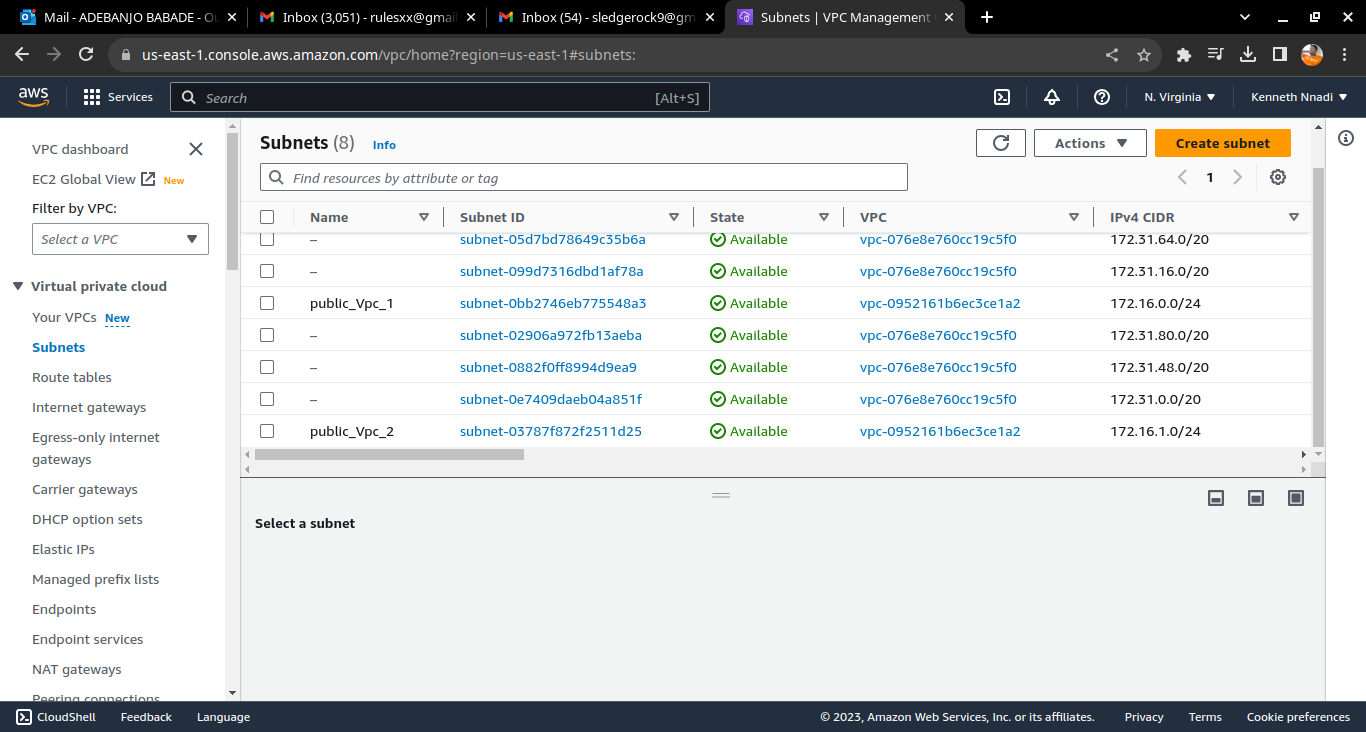 Mail - ADEBANJO BABADE - Ou
Inbox (3,051) - rulesxx@gmail
Inbox (54) - sledgerock9@gm
Subnets | VPC Management
us-east-1.console.aws.amazon.com/vpc/home?region=us-east-1#subnets:
aws
Services
Search
[Alt+S]
N. Virginia
Kenneth Nnadi
VPC dashboard
EC2 Global View New
Filter by VPC:
Select a VPC
Virtual private cloud
Your VPCs New
Subnets
Route tables
Internet gateways
Egress-only internet
gateways
Carrier gateways
DHCP option sets
Elastic IPs
Managed prefix lists
Endpoints
Endpoint services
NAT gateways
Peering connections
Subnets (8) Info
Actions
Create subnet
Find resources by attribute or tag
1
Name Subnet ID State VPC IPv4 CIDR
– subnet-05d7bd78649c35b6a Available vpc-076e8e760cc19c5f0 172.31.64.0/20
– subnet-099d7316dbd1af78a Available vpc-076e8e760cc19c5f0 172.31.16.0/20
public_Vpc_1 subnet-0bb2746eb775548a3 Available vpc-0952161b6ec3ce1a2 172.16.0.0/24
– subnet-02906a972fb13aeba Available vpc-076e8e760cc19c5f0 172.31.80.0/20
– subnet-0882f0ff8994d9ea9 Available vpc-076e8e760cc19c5f0 172.31.48.0/20
– subnet-0e7409daeb04a851f Available vpc-076e8e760cc19c5f0 172.31.0.0/20
public_Vpc_2 subnet-03787f872f2511d25 Available vpc-0952161b6ec3ce1a2 172.16.1.0/24
Select a subnet
CloudShell Feedback Language
© 2023, Amazon Web Services, Inc. or its affiliates. Privacy Terms Cookie preferences